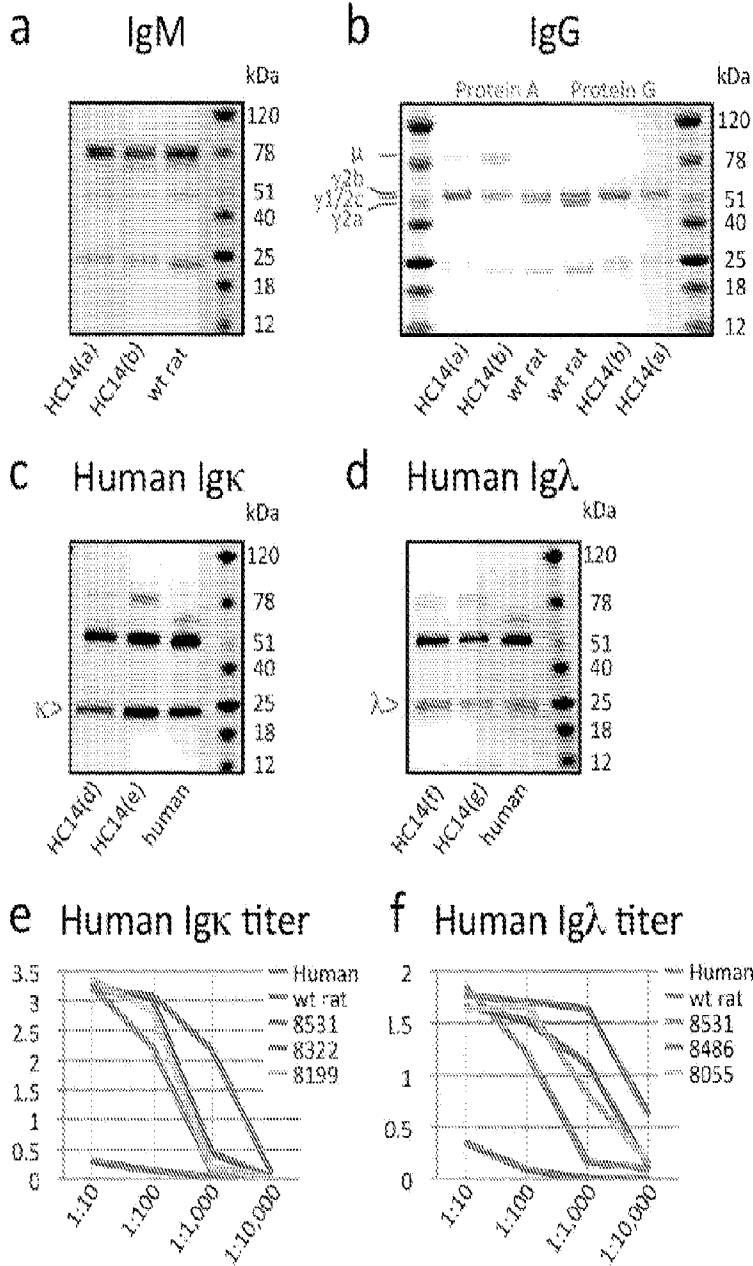 a IgM
kDa
120
78
51
40
25
18
12
HC14(a)
HC14(b)
wt rat
b IgG
Protein A Protein G
kDa
μ
γ2b
γ1/2c
γ2a
120
78
51
40
25
18
12
HC14(a)
HC14(b)
wt rat
wt rat
HC14(b)
HC14(a)
c Human Igκ
kDa
120
78
51
40
25
18
12
κ>
HC14(d)
HC14(e)
human
d Human Igλ
kDa
120
78
51
40
25
18
12
λ>
HC14(f)
HC14(g)
human
e Human Igκ titer
3.5
3
2.5
2
1.5
1
0.5
0
1:10
1:100
1:1,000
1:10,000
Human
wt rat
8531
8322
8199
f Human Igλ titer
2
1.5
1
0.5
0
1:10
1:100
1:1,000
1:10,000
Human
wt rat
8531
8486
8055